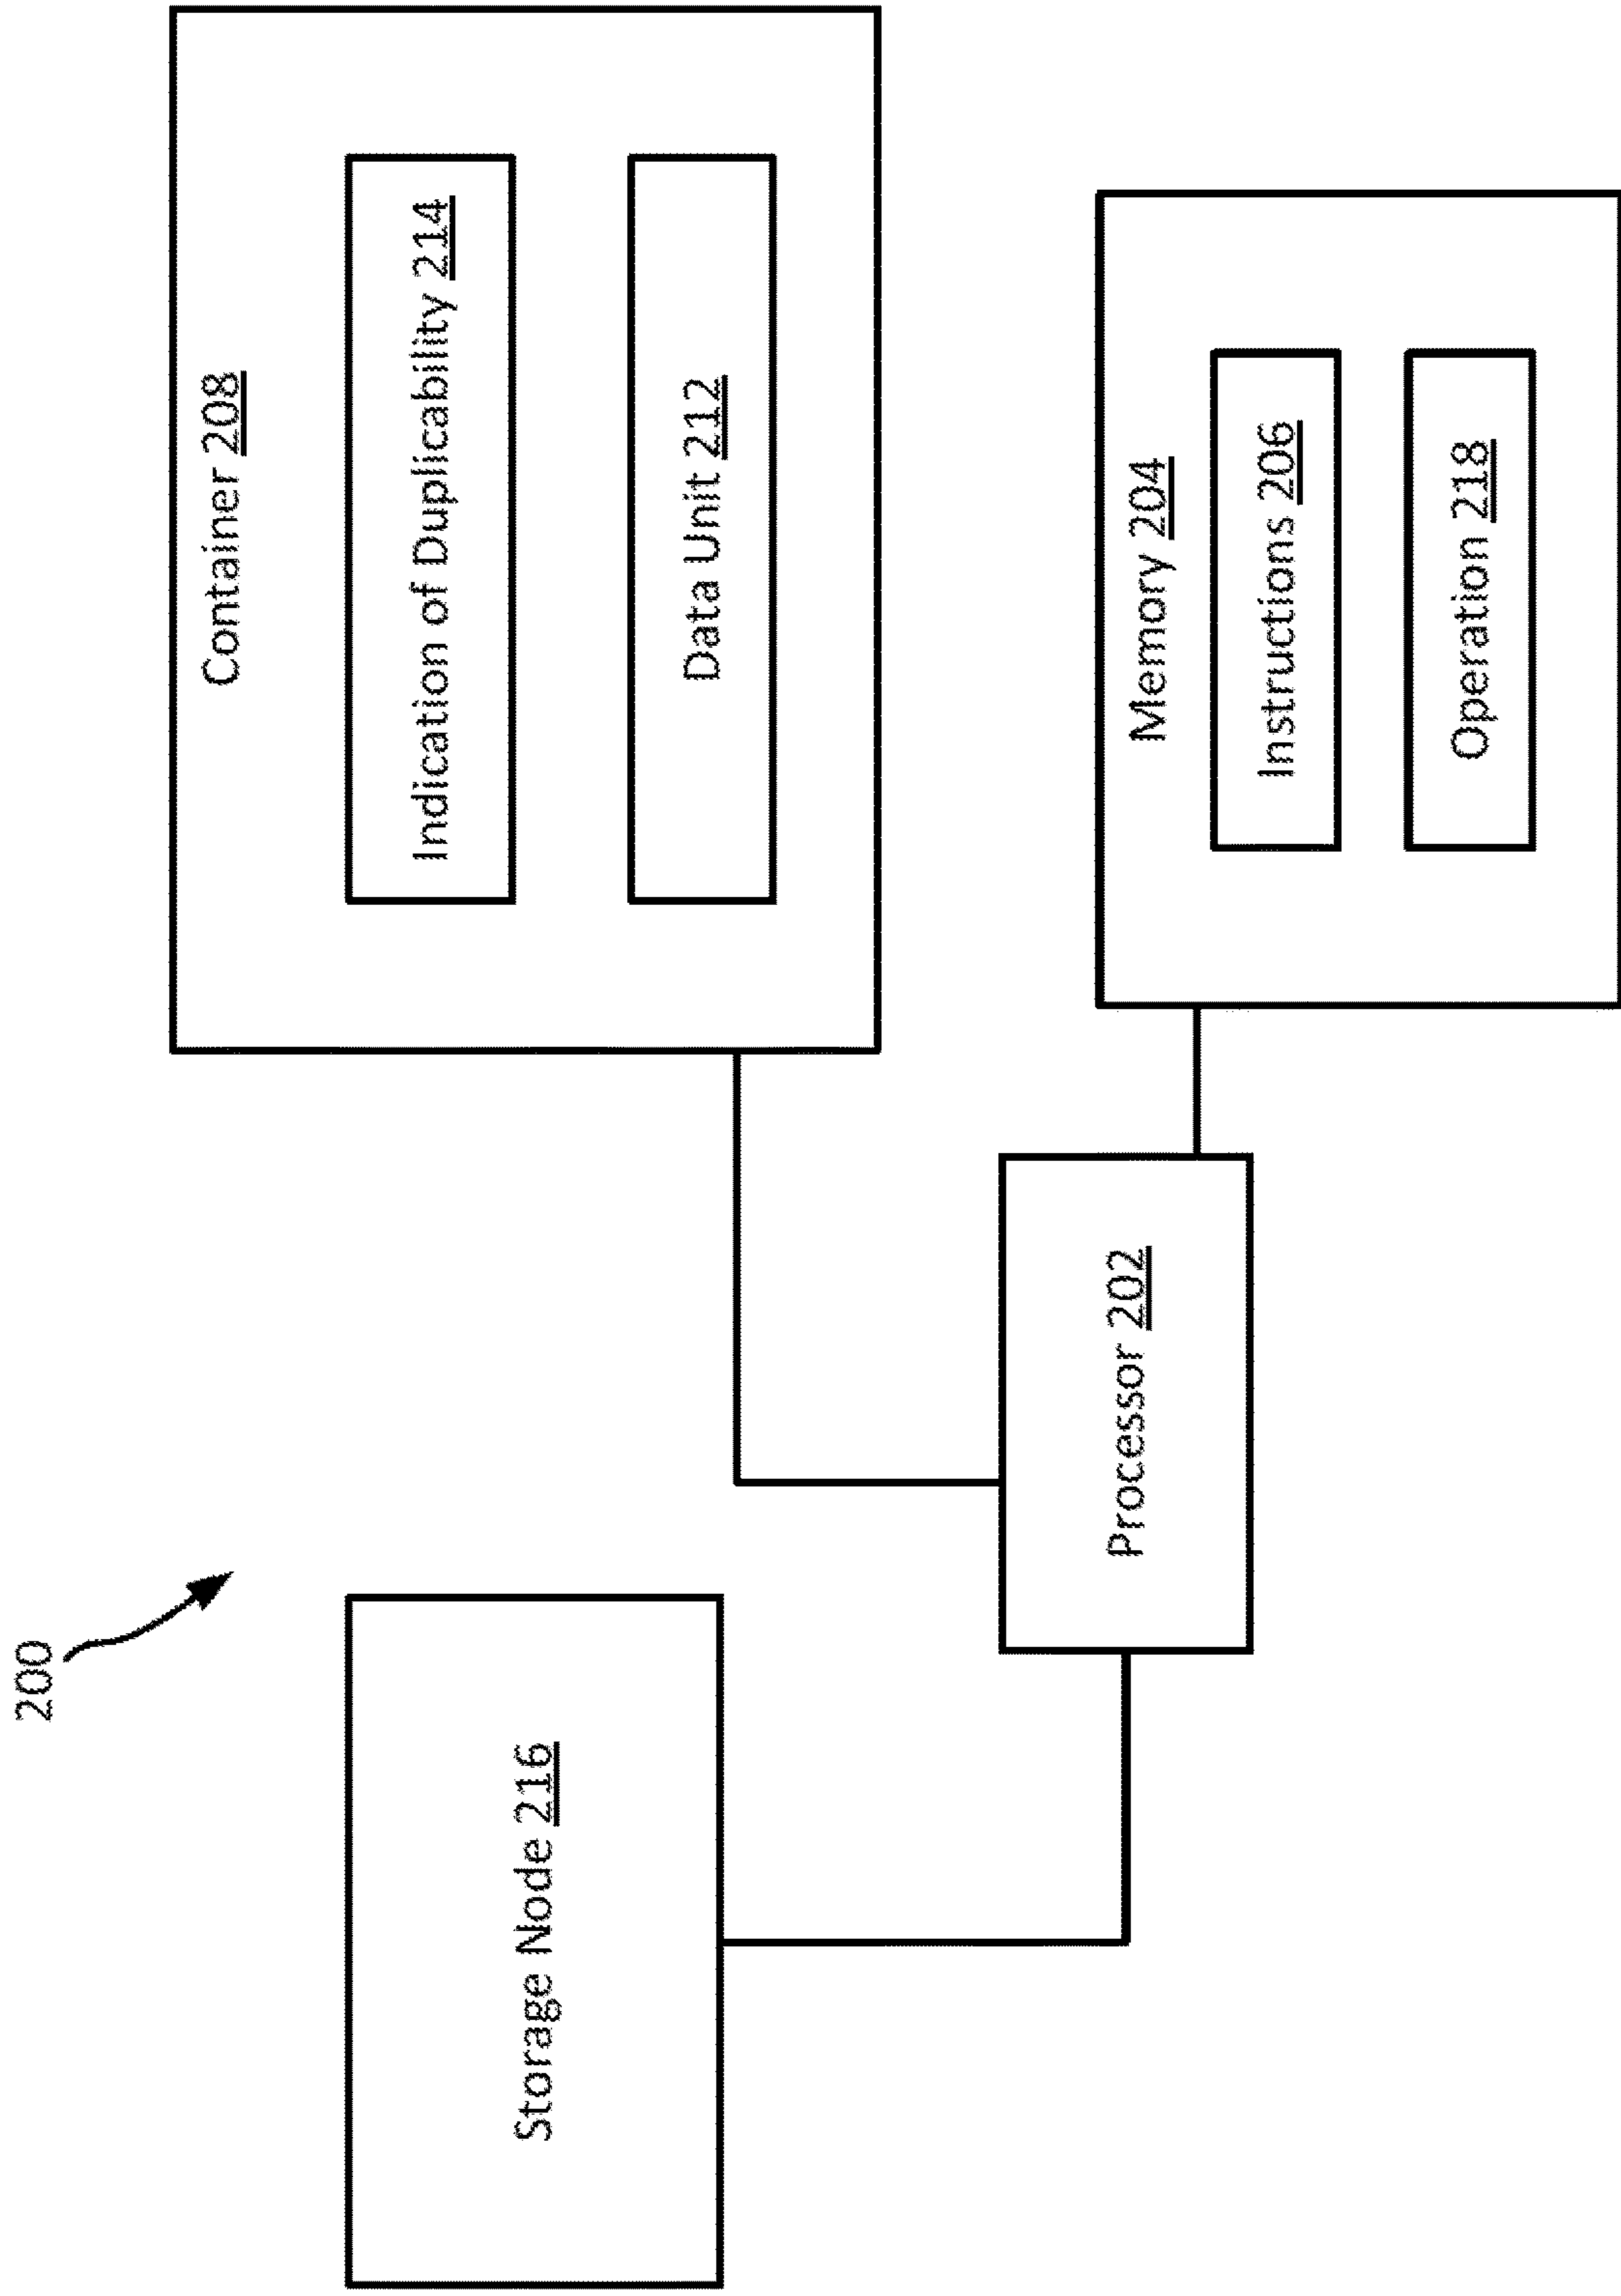 200
Storage Node 216
Container 208
Indication of Duplicability 214
Data Unit 212
Processor 202
Memory 204
Instructions 206
Operation 218